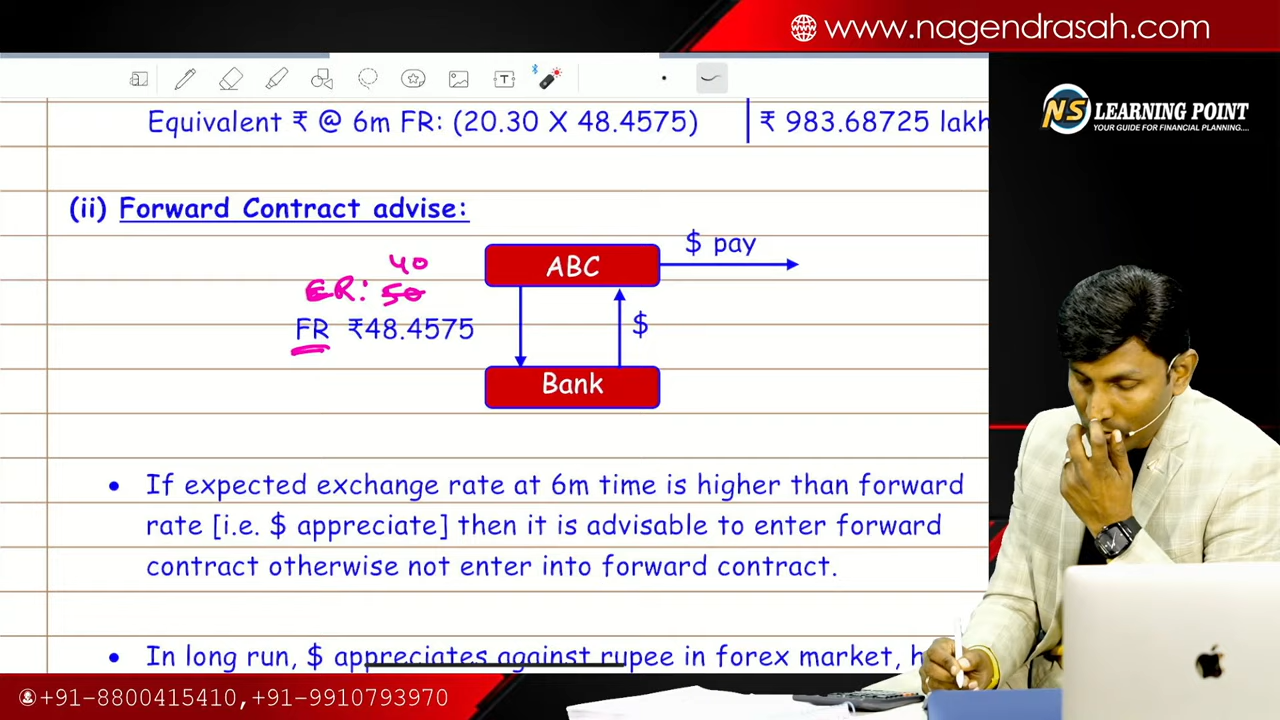 www.nagendrasah.com
NS LEARNING POINT
YOUR GUIDE FOR FINANCIAL PLANNING....
T
Equivalent ₹ @ 6m FR: (20.30 X 48.4575)
₹ 983.68725 lakh
(ii) Forward Contract advise:
$ pay
40
ABC
ER: 50
FR ₹48.4575
$
Bank
• If expected exchange rate at 6m time is higher than forward
rate [i.e. $ appreciate] then it is advisable to enter forward
contract otherwise not enter into forward contract.
• In long run, $ appreciates against rupee in forex market, h
+91-8800415410,+91-9910793970